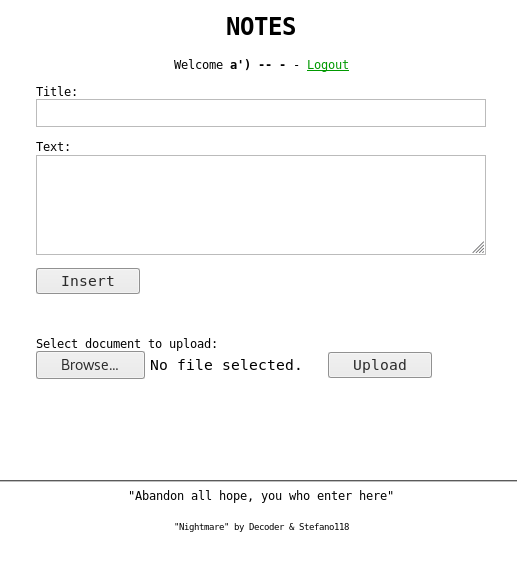 NOTES
Welcome a') -- - - Logout
Title:
Text:
Insert
Select document to upload:
Browse... No file selected. Upload
"Abandon all hope, you who enter here"
"Nightmare" by Decoder & Stefano118